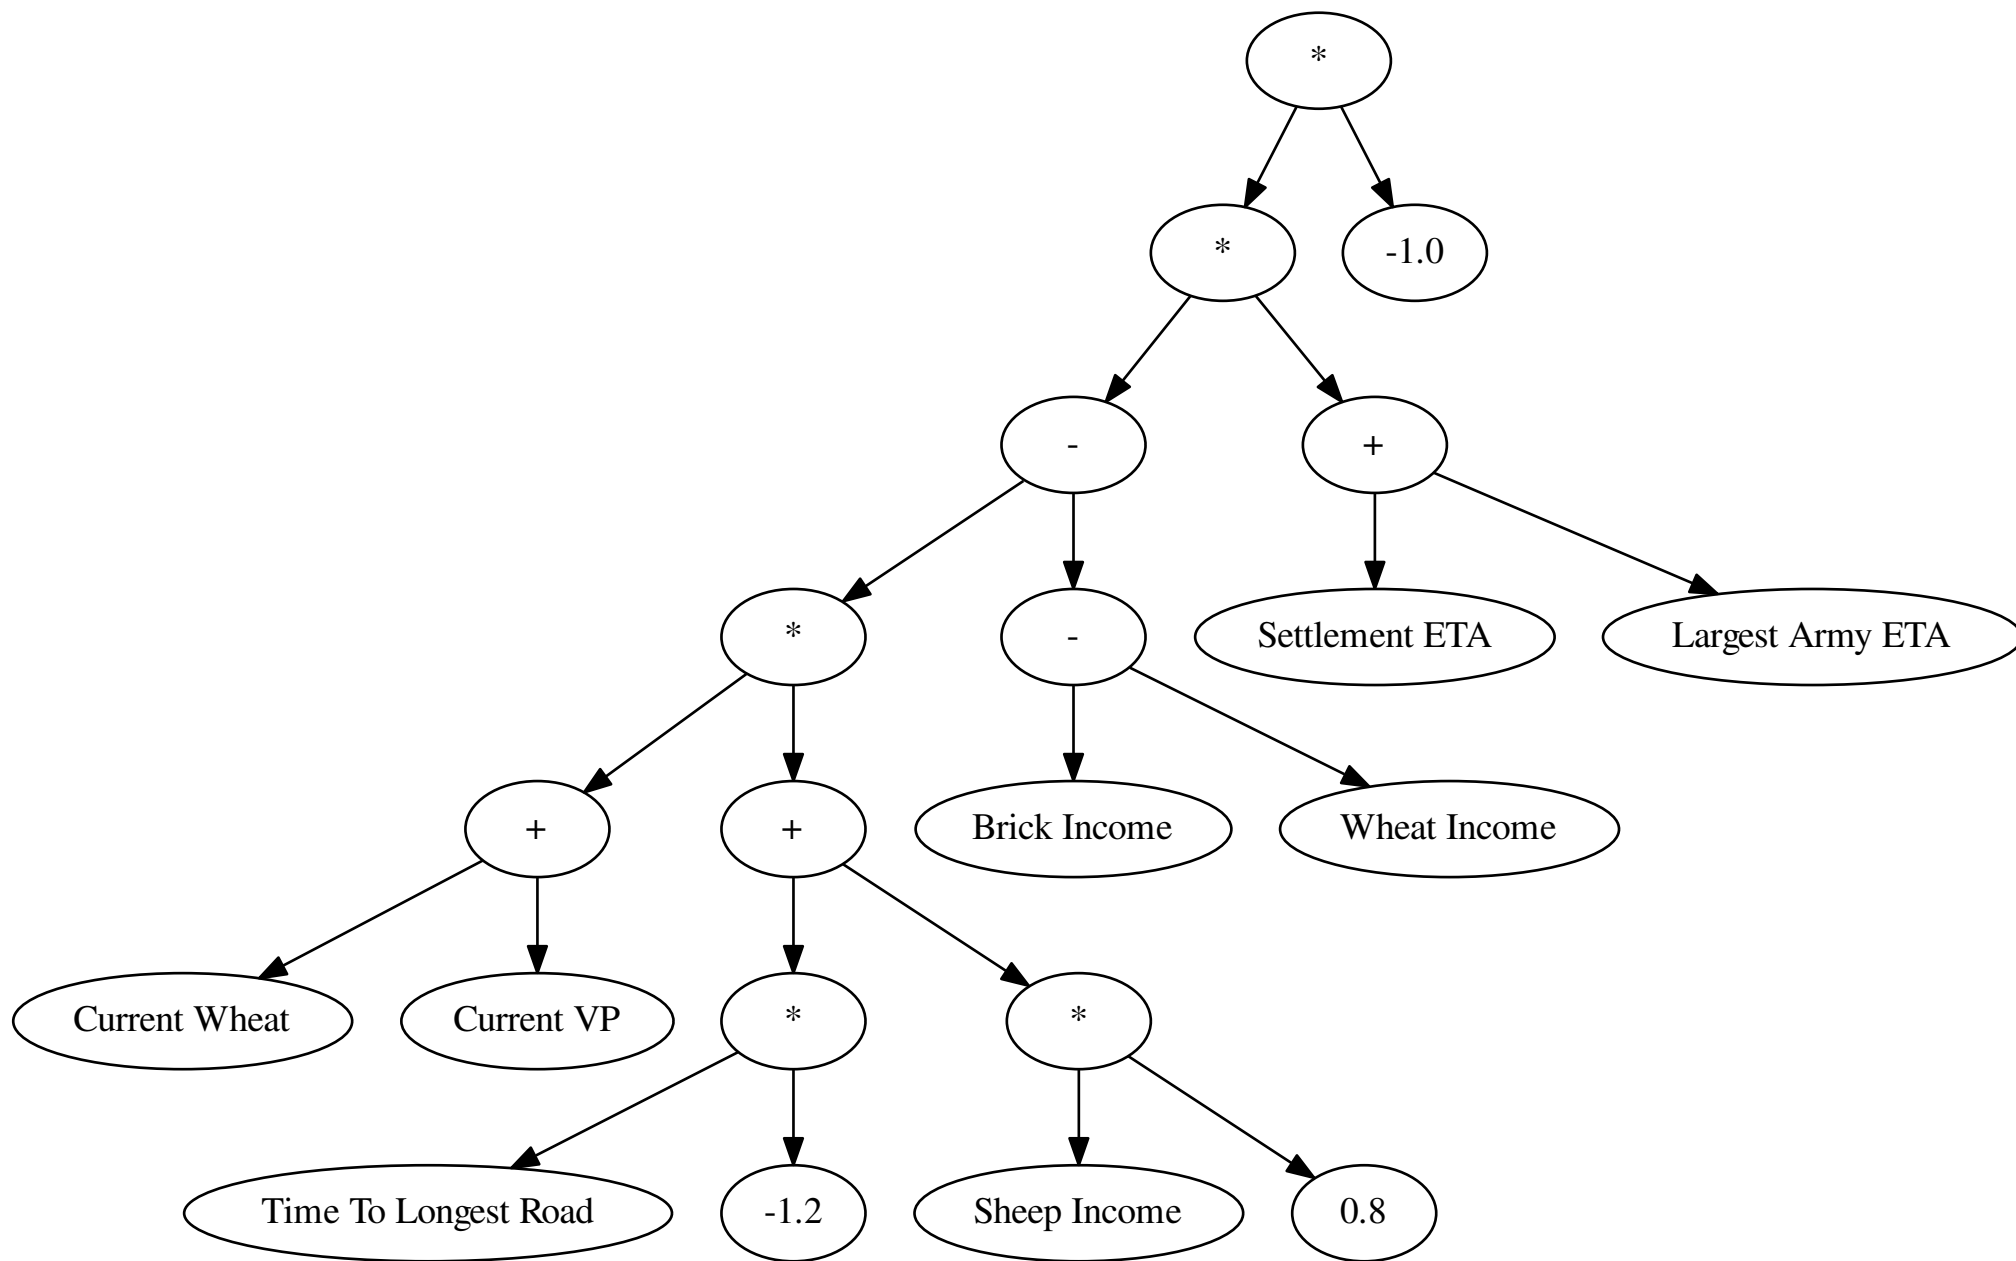 *
*
-1.0
-
+
*
-
Settlement ETA
Largest Army ETA
+
+
Brick Income
Wheat Income
Current Wheat
Current VP
*
*
Time To Longest Road
-1.2
Sheep Income
0.8